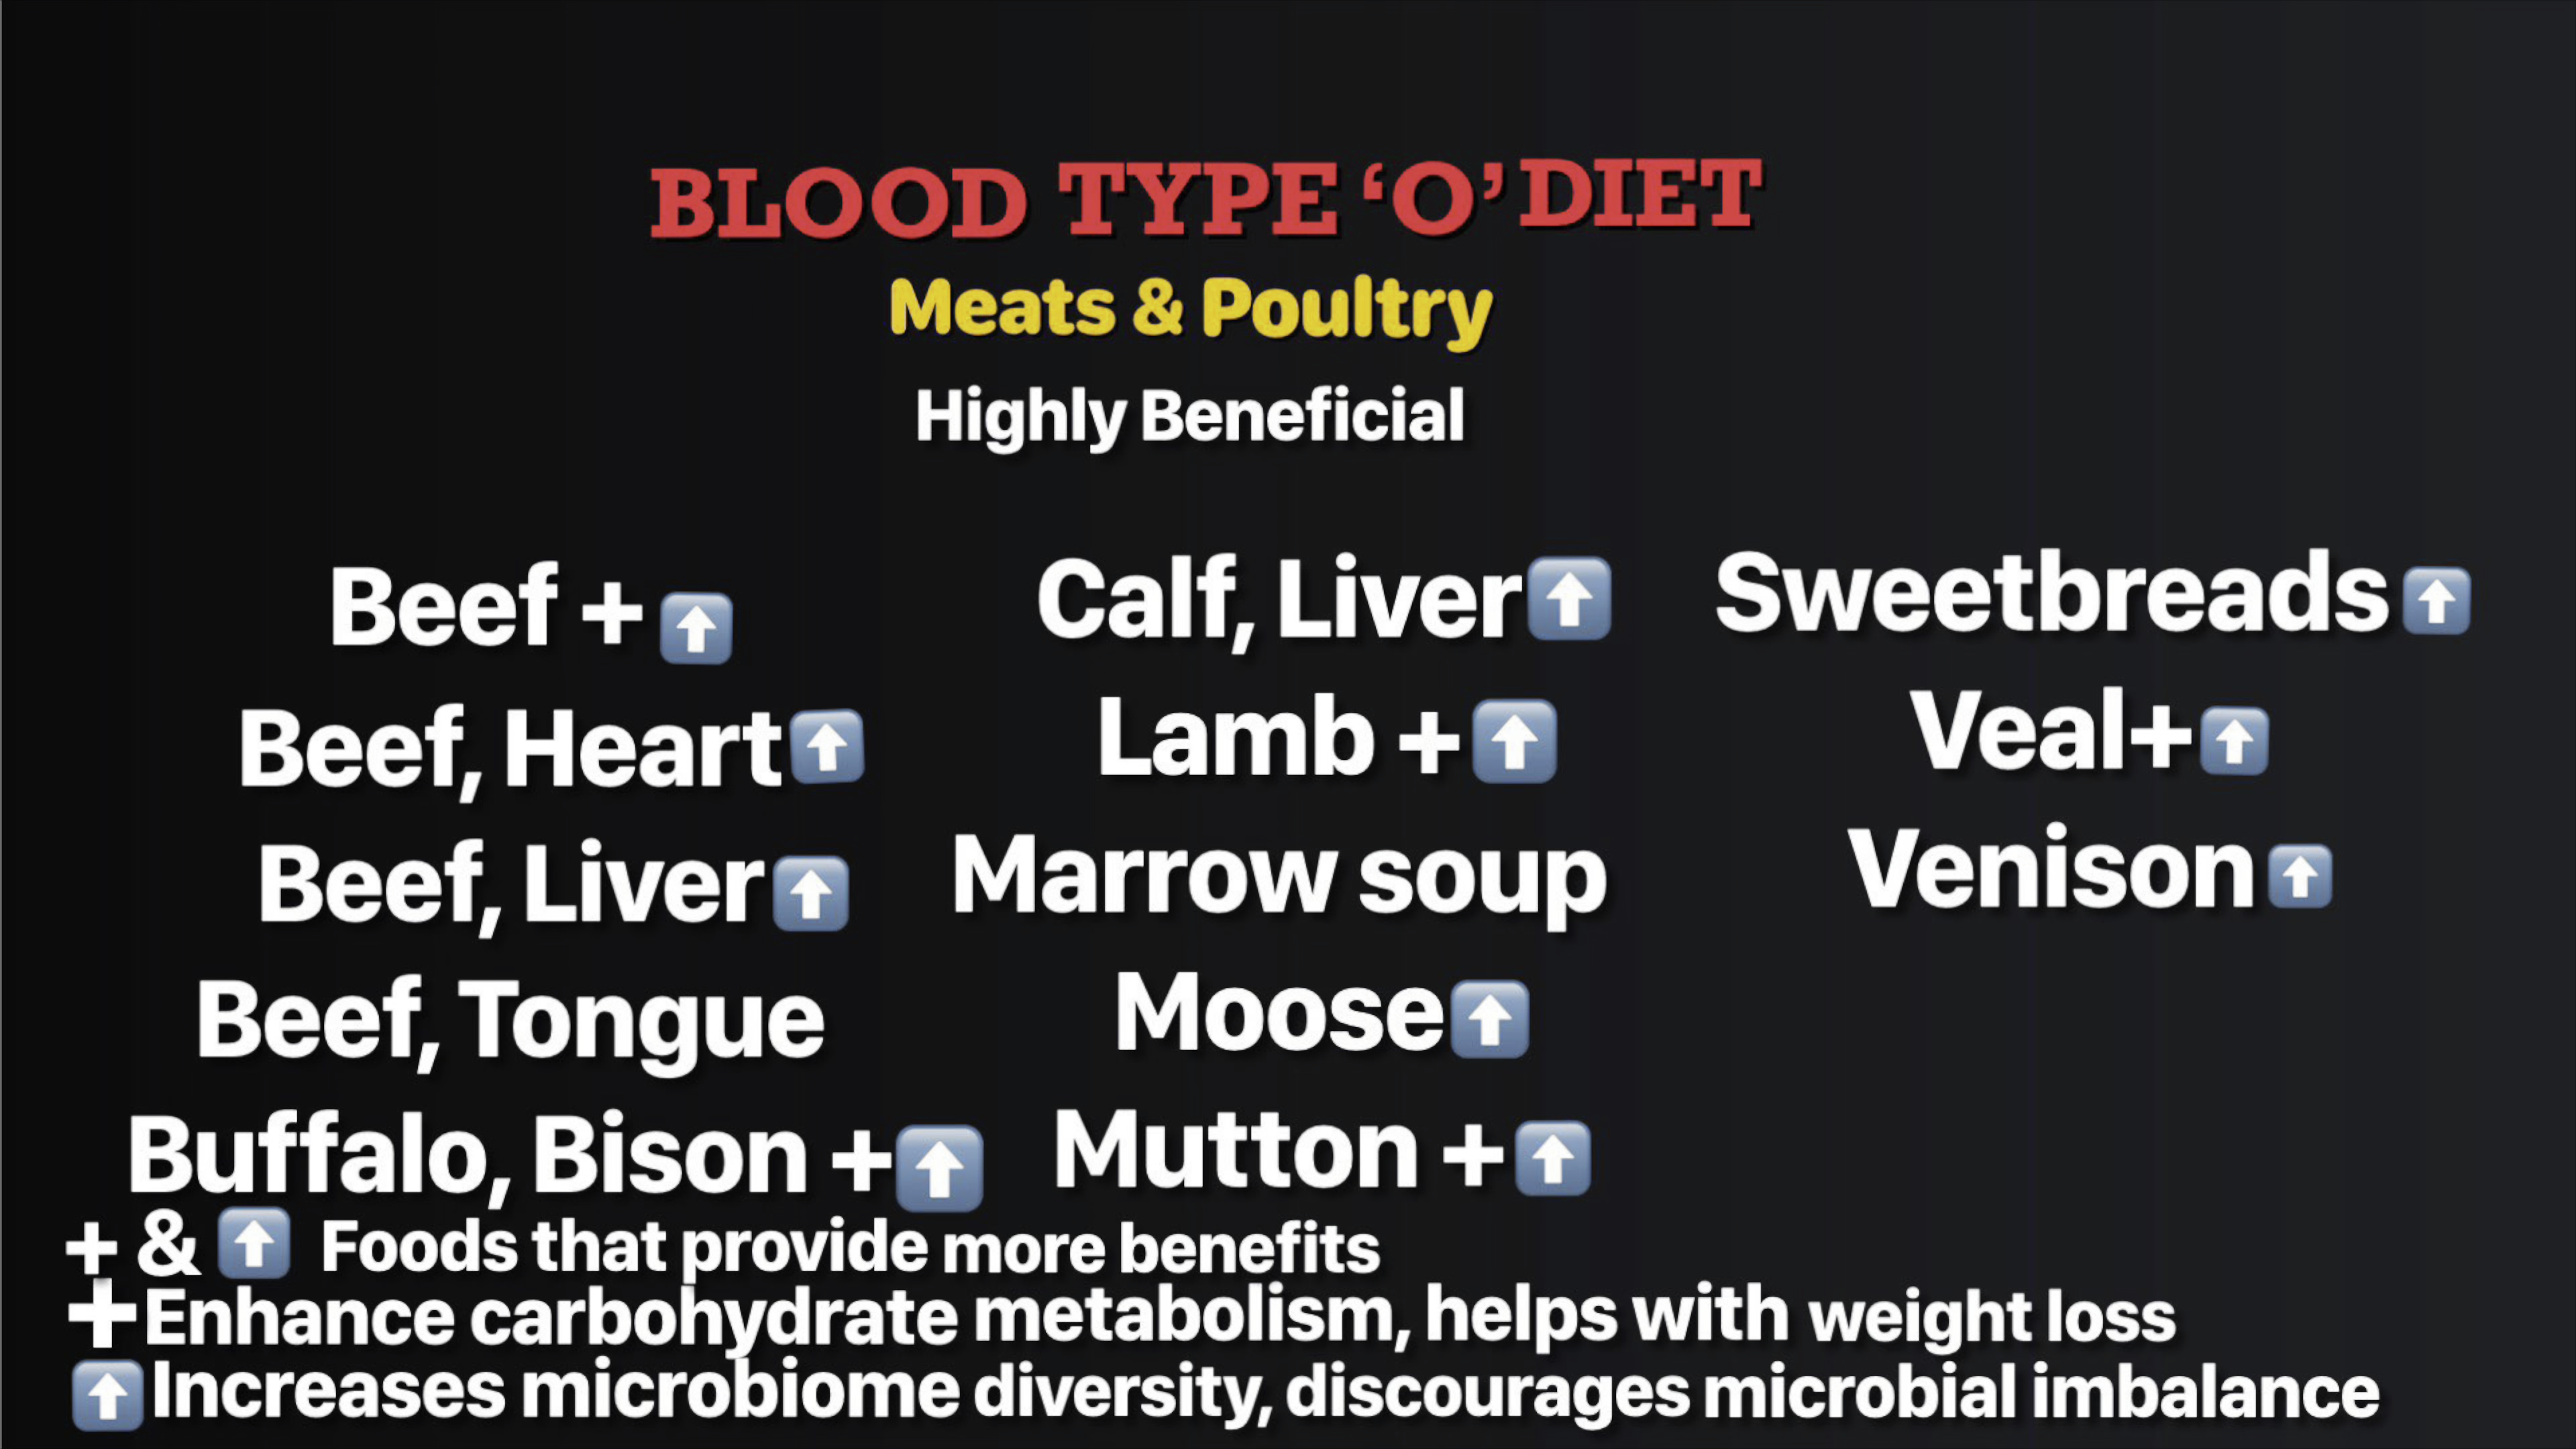 BLOOD TYPE ‘O’ DIET
Meats & Poultry
Highly Beneficial
Beef + ⬆️
Beef, Heart⬆️
Beef, Liver⬆️
Beef, Tongue
Buffalo, Bison +⬆️
Calf, Liver⬆️
Lamb +⬆️
Marrow soup
Moose⬆️
Mutton +⬆️
Sweetbreads⬆️
Veal+⬆️
Venison⬆️
+ & ⬆️ Foods that provide more benefits
+Enhance carbohydrate metabolism, helps with weight loss
⬆️Increases microbiome diversity, discourages microbial imbalance